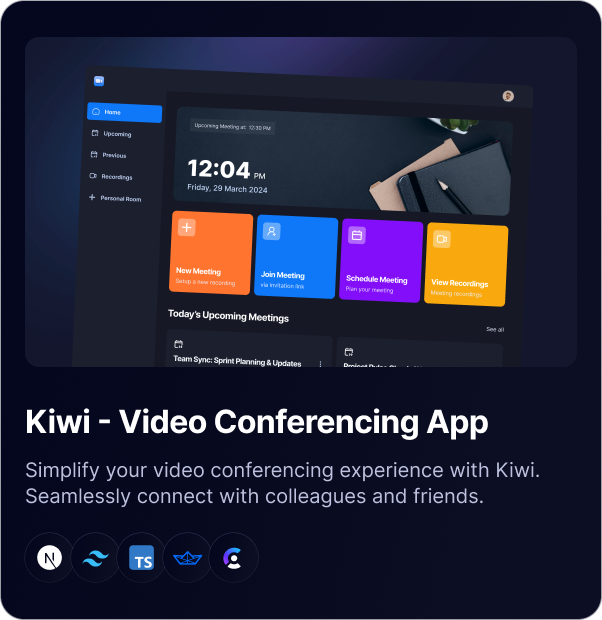 Home
Upcoming
Previous
Recordings
Personal Room
Upcoming Meeting at: 12:30 PM
12:04 PM
Friday, 29 March 2024
New Meeting
Setup a new recording
Join Meeting
via invitation link
Schedule Meeting
Plan your meeting
View Recordings
Meeting recordings
Today's Upcoming Meetings
See all
Team Sync: Sprint Planning & Updates
Kiwi - Video Conferencing App
Simplify your video conferencing experience with Kiwi.
Seamlessly connect with colleagues and friends.
N
TS